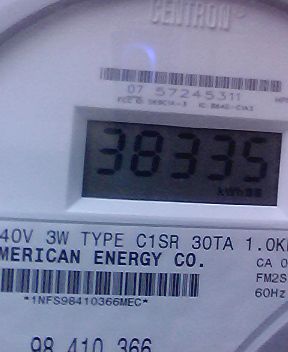 CENTRON
07 57245311
38335
kWh
40V 3W TYPE C1SR 30TA 1.0K
MERICAN ENERGY CO.
CA 0
FM2S
60Hz
*1NFS98410366MEC*
98 410 366